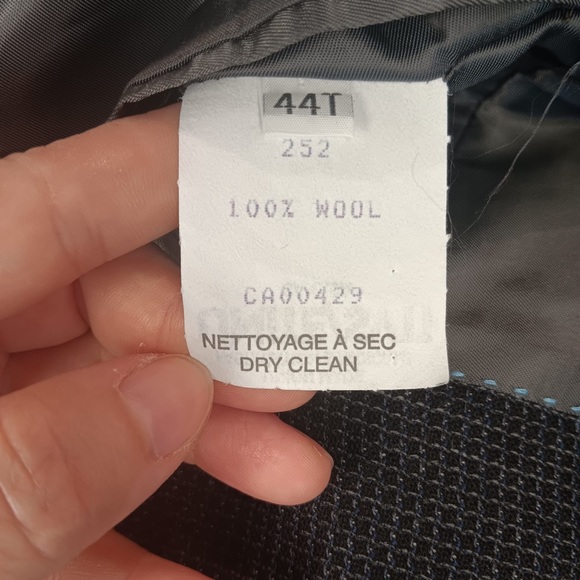 44T
252
100% WOOL
CA00429
NETTOYAGE À SEC
DRY CLEAN